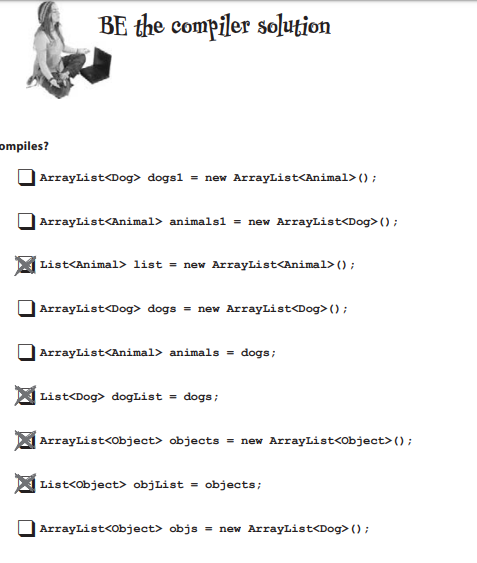 BE the compiler solution
ompiles?
ArrayList<Dog> dogs1 = new ArrayList<Animal>();
ArrayList<Animal> animals1 = new ArrayList<Dog>();
List<Animal> list = new ArrayList<Animal>();
ArrayList<Dog> dogs = new ArrayList<Dog>();
ArrayList<Animal> animals = dogs;
List<Dog> dogList = dogs;
ArrayList<Object> objects = new ArrayList<Object>();
List<Object> objList = objects;
ArrayList<Object> objs = new ArrayList<Dog>();